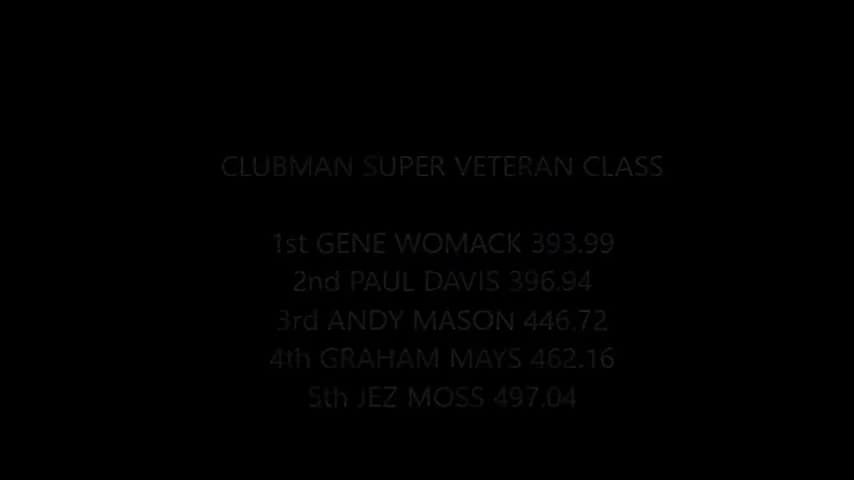 CLUBMAN SUPER VETERAN CLASS
1st GENE WOMACK 393.99
2nd PAUL DAVIS 396.94
3rd ANDY MASON 446.72
4th GRAHAM MAYS 462.16
5th JEZ MOSS 497.04